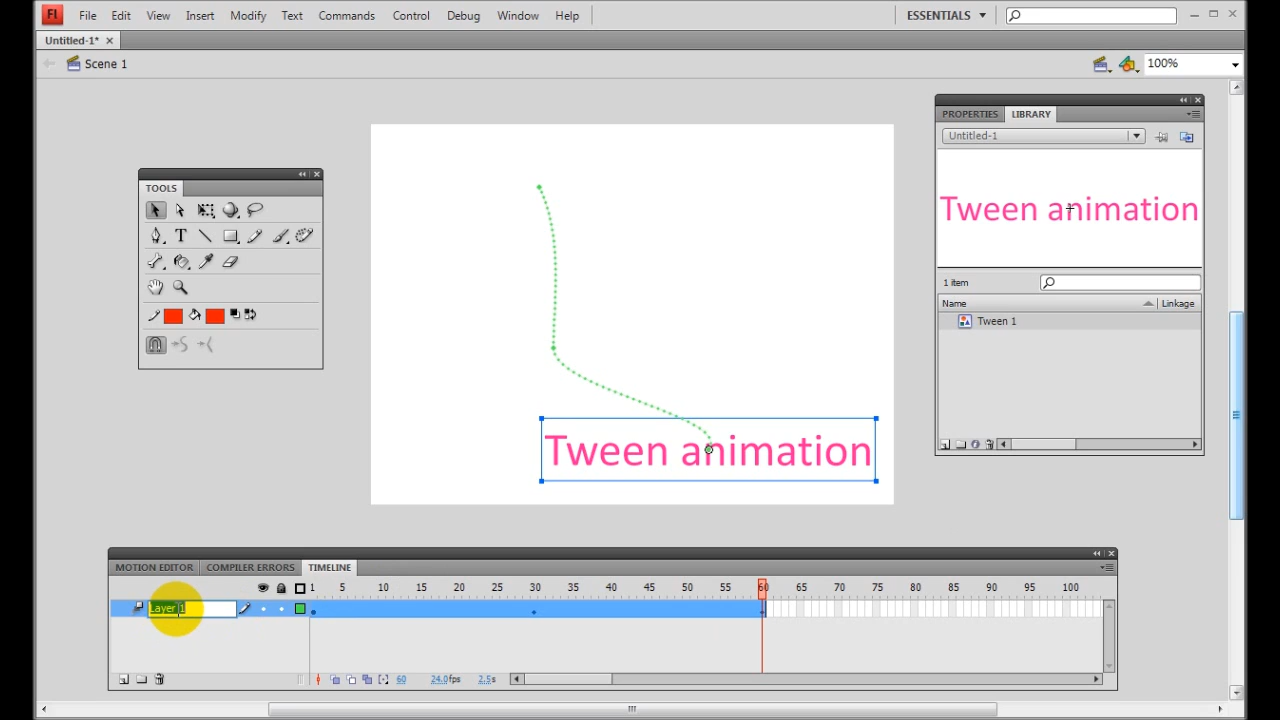 Fl File Edit View Insert Modify Text Commands Control Debug Window Help ESSENTIALS
Untitled-1*
Scene 1 100%
PROPERTIES LIBRARY
Untitled-1
TOOLS
Tween animation
1 item
Name Linkage
Tween 1
Tween animation
MOTION EDITOR COMPILER ERRORS TIMELINE
1 5 10 15 20 25 30 35 40 45 50 55 60 65 70 75 80 85 90 95 100
Layer 1
60 24.0fps 2.5s